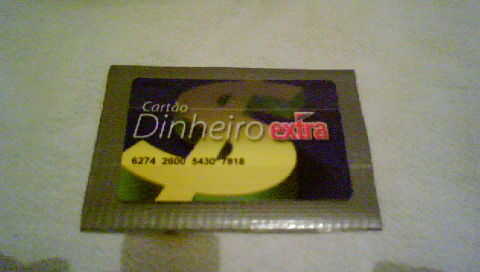 Cartão
Dinheiro extra
6274 2600 5430 7818